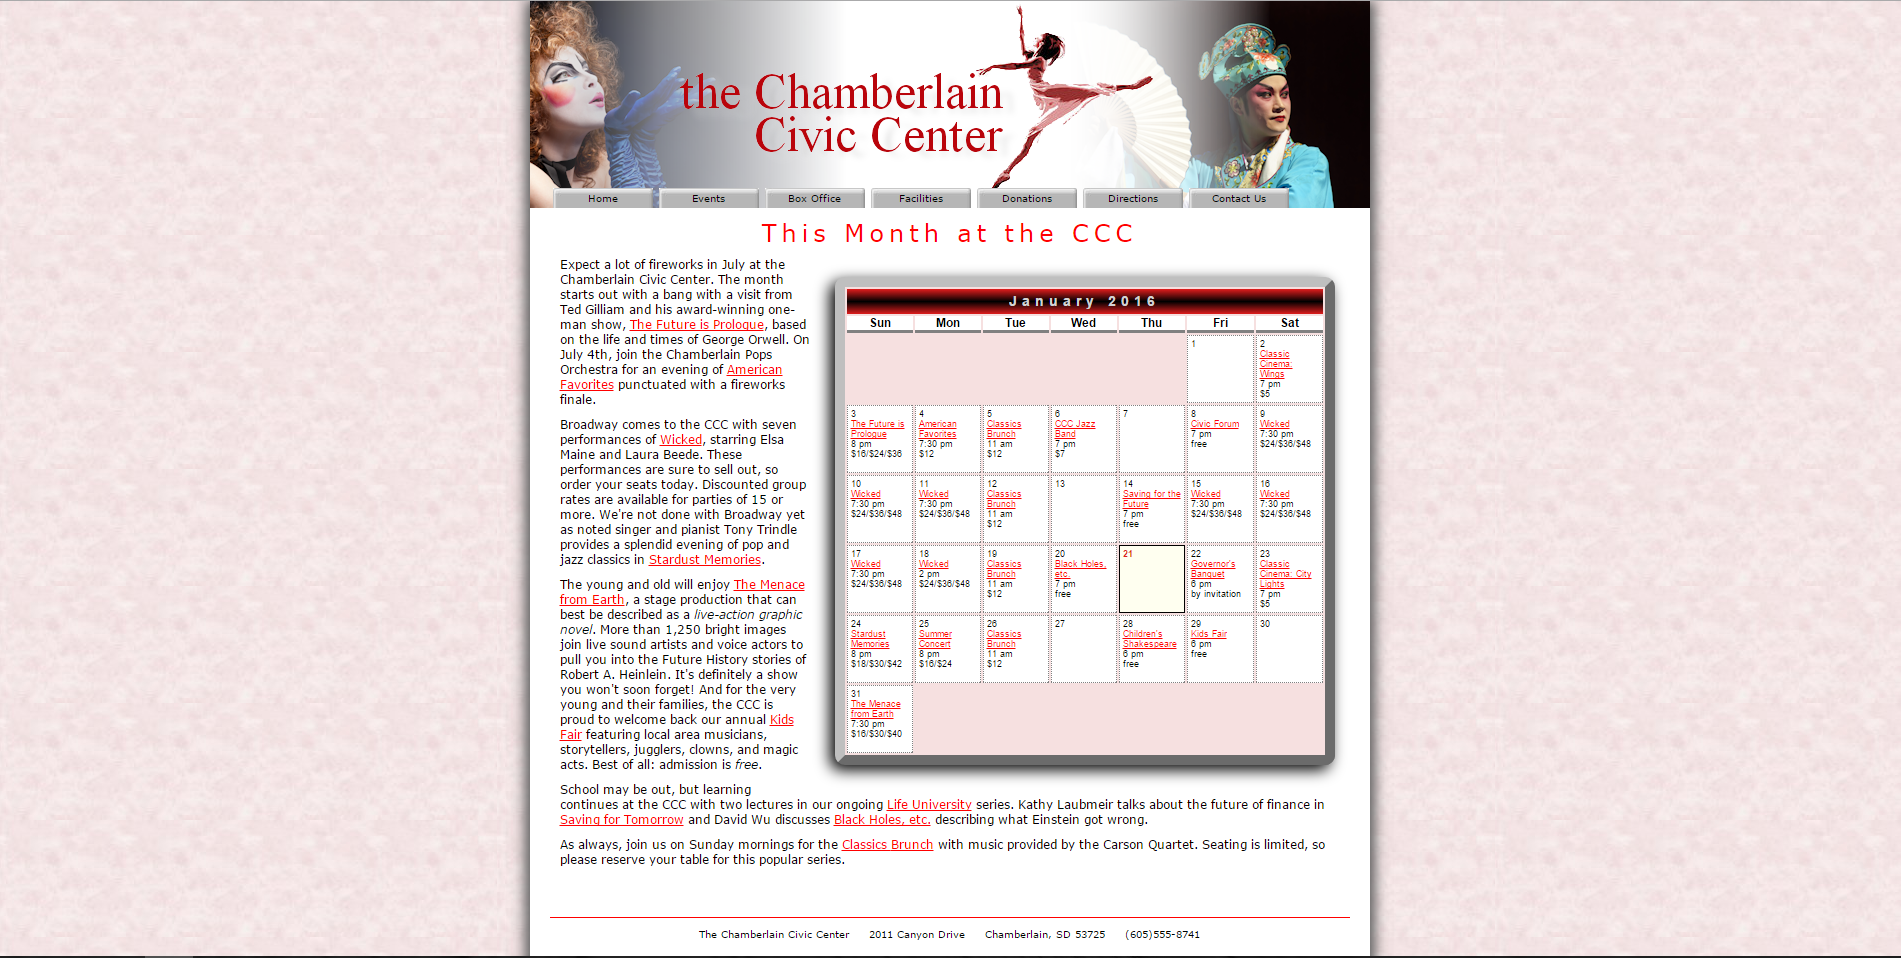 the Chamberlain
Civic Center
Home Events Box Office Facilities Donations Directions Contact Us
This Month at the CCC
Expect a lot of fireworks in July at the
Chamberlain Civic Center. The month
starts out with a bang with a visit from
Ted Gilliam and his award-winning one-
man show, The Future is Prologue, based
on the life and times of George Orwell. On
July 4th, join the Chamberlain Pops
Orchestra for an evening of American
Favorites punctuated with a fireworks
finale.
Broadway comes to the CCC with seven
performances of Wicked, starring Elsa
Maine and Laura Beede. These
performances are sure to sell out, so
order your seats today. Discounted group
rates are available for parties of 15 or
more. We're not done with Broadway yet
as noted singer and pianist Tony Trindle
provides a splendid evening of pop and
jazz classics in Stardust Memories.
The young and old will enjoy The Menace
from Earth, a stage production that can
best be described as a live-action graphic
novel. More than 1,250 bright images
join live sound artists and voice actors to
pull you into the Future History stories of
Robert A. Heinlein. It's definitely a show
you won't soon forget! And for the very
young and their families, the CCC is
proud to welcome back our annual Kids
Fair featuring local area musicians,
storytellers, jugglers, clowns, and magic
acts. Best of all: admission is free.
School may be out, but learning
continues at the CCC with two lectures in our ongoing Life University series. Kathy Laubmeir talks about the future of finance in
Saving for Tomorrow and David Wu discusses Black Holes, etc. describing what Einstein got wrong.
As always, join us on Sunday mornings for the Classics Brunch with music provided by the Carson Quartet. Seating is limited, so
please reserve your table for this popular series.
January 2016
Sun Mon Tue Wed Thu Fri Sat
1
2
Classic
Cinema:
Wings
7 pm
$5
3
The Future is
Prologue
8 pm
$16/$24/$36
4
American
Favorites
7:30 pm
$12
5
Classics
Brunch
11 am
$12
6
CCC Jazz
Band
7 pm
$7
7
8
Civic Forum
7 pm
free
9
Wicked
7:30 pm
$24/$36/$48
10
Wicked
7:30 pm
$24/$36/$48
11
Wicked
7:30 pm
$24/$36/$48
12
Classics
Brunch
11 am
$12
13
14
Saving for the
Future
7 pm
free
15
Wicked
7:30 pm
$24/$36/$48
16
Wicked
7:30 pm
$24/$36/$48
17
Wicked
7:30 pm
$24/$36/$48
18
Wicked
2 pm
$24/$36/$48
19
Classics
Brunch
11 am
$12
20
Black Holes,
etc.
7 pm
free
21
22
Governor's
Banquet
6 pm
by invitation
23
Classic
Cinema: City
Lights
7 pm
$5
24
Stardust
Memories
8 pm
$18/$30/$42
25
Summer
Concert
8 pm
$16/$24
26
Classics
Brunch
11 am
$12
27
28
Children's
Shakespeare
6 pm
free
29
Kids Fair
6 pm
free
30
31
The Menace
from Earth
7:30 pm
$16/$30/$40
The Chamberlain Civic Center 2011 Canyon Drive Chamberlain, SD 53725 (605)555-8741